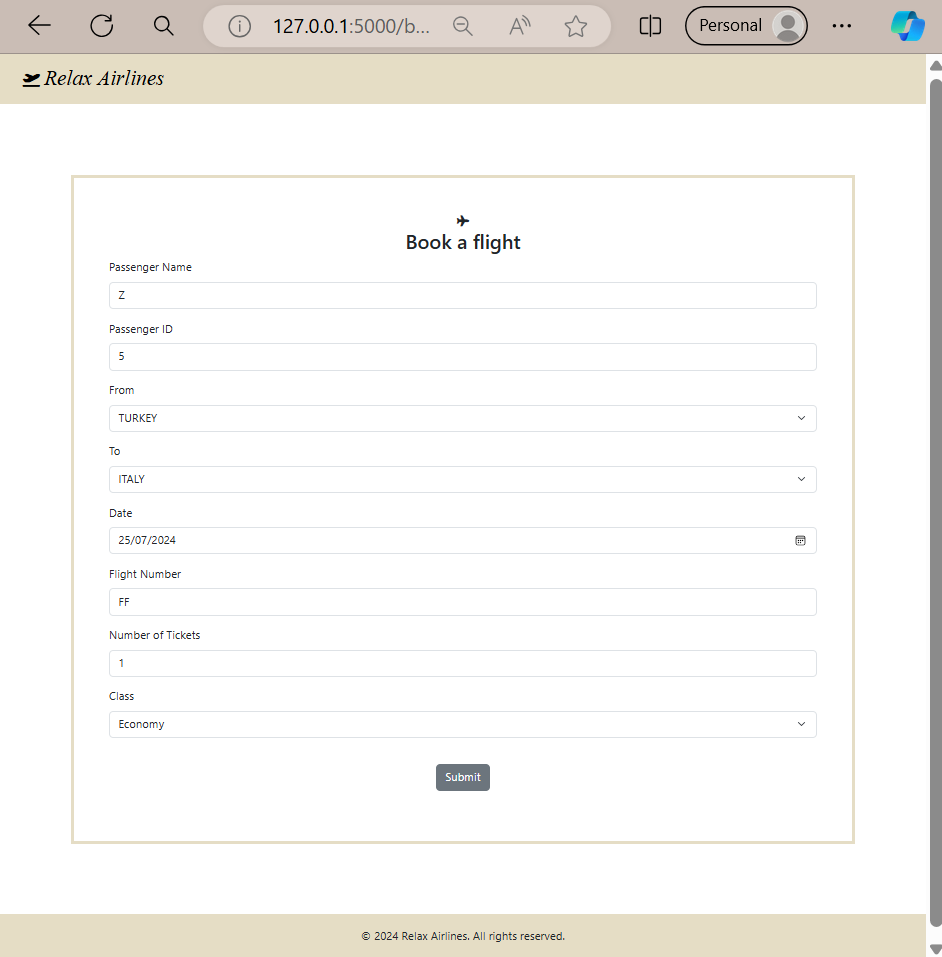 127.0.0.1:5000/b...
Personal
Relax Airlines
Book a flight
Passenger Name
Z
Passenger ID
5
From
TURKEY
To
ITALY
Date
25/07/2024
Flight Number
FF
Number of Tickets
1
Class
Economy
Submit
© 2024 Relax Airlines. All rights reserved.